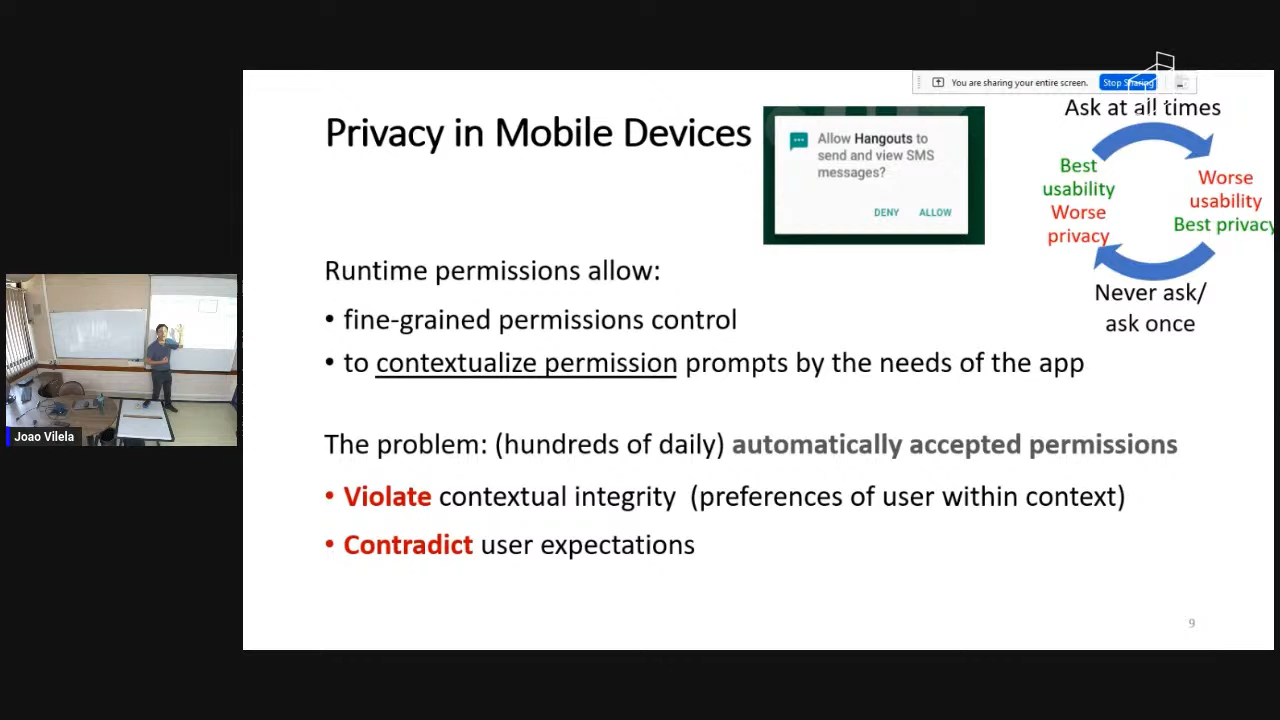 You are sharing your entire screen.
Stop Sharing
Privacy in Mobile Devices
Allow Hangouts to
send and view SMS
messages?
DENY ALLOW
Ask at all times
Best
usability
Worse
privacy
Worse
usability
Best privacy
Never ask/
ask once
Runtime permissions allow:
• fine-grained permissions control
• to contextualize permission prompts by the needs of the app
The problem: (hundreds of daily) automatically accepted permissions
• Violate contextual integrity (preferences of user within context)
• Contradict user expectations
9
Joao Vilela